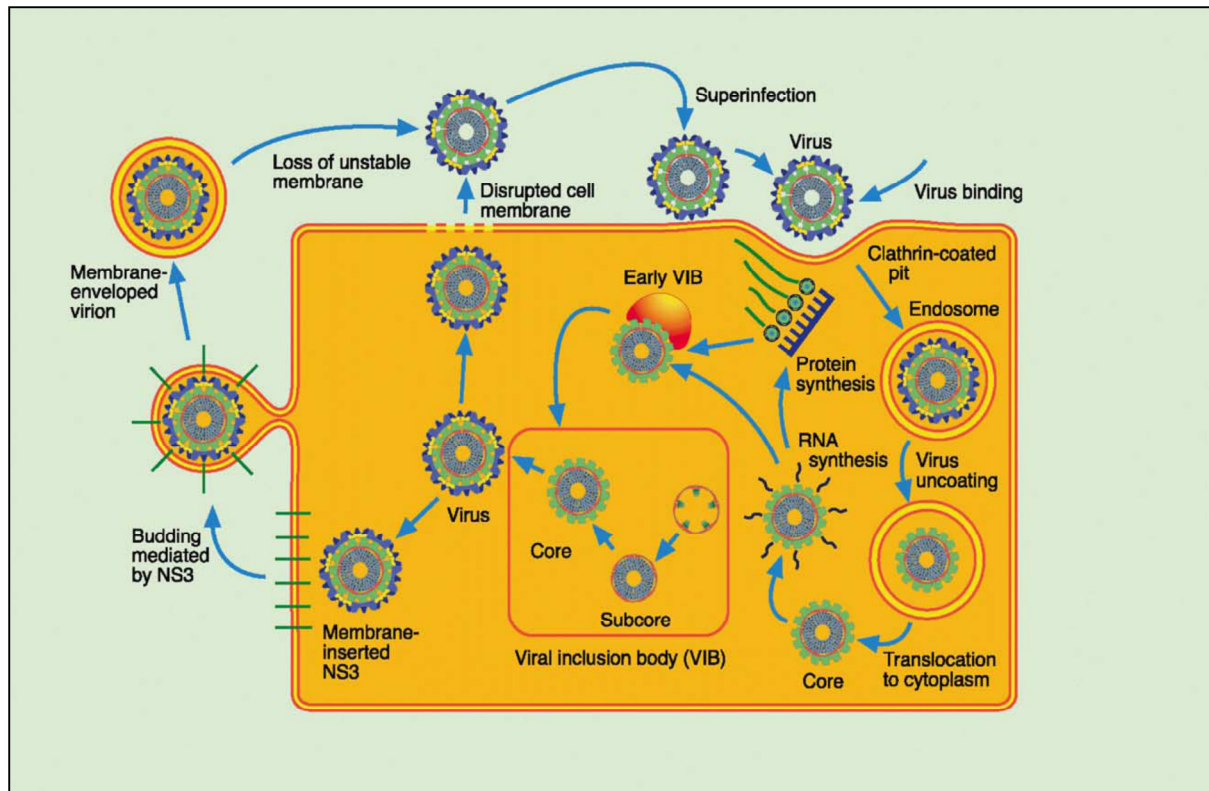 Superinfection
Virus
Virus binding
Loss of unstable
membrane
Disrupted cell
membrane
Membrane-
enveloped
virion
Clathrin-coated
pit
Early VIB
Endosome
Protein
synthesis
RNA
synthesis
Virus
uncoating
Virus
Core
Budding
mediated
by NS3
Subcore
Membrane-
inserted
NS3
Viral inclusion body (VIB)
Core
Translocation
to cytoplasm